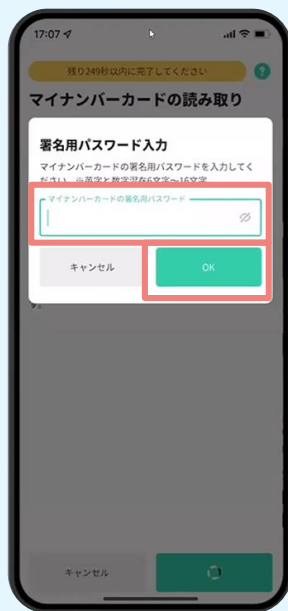 17:07
残り249秒以内に完了してください
?
マイナンバーカードの読み取り
署名用パスワード入力
マイナンバーカードの署名用パスワードを入力してく
ださい。※英字と数字混在6文字～16文字
マイナンバーカードの署名用パスワード
キャンセル
OK
す。
キャンセル